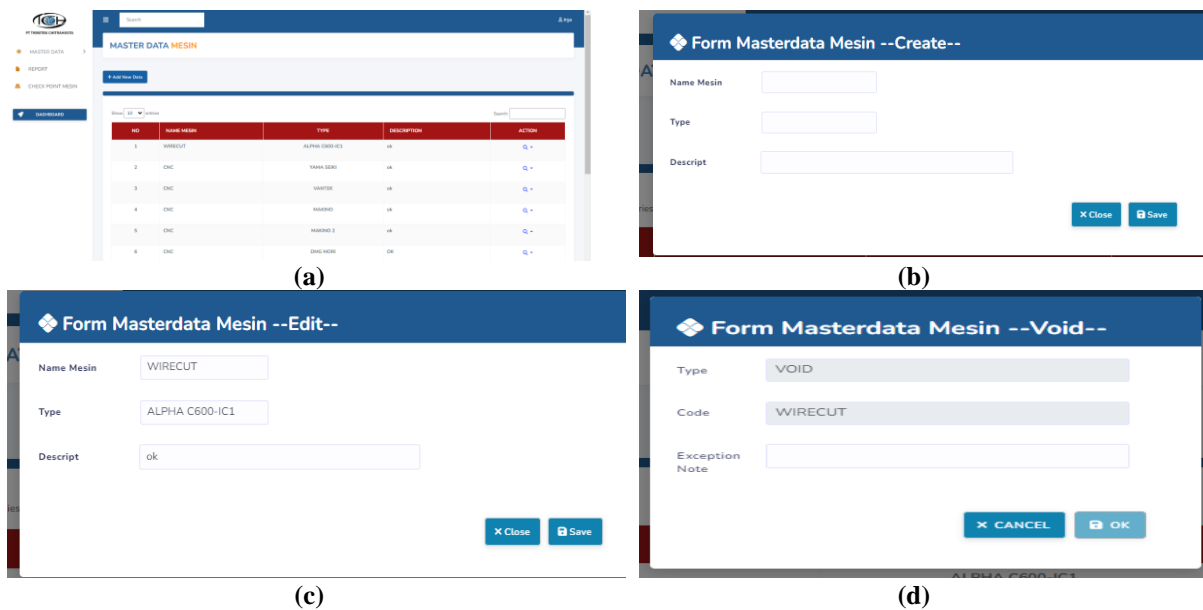 Search
MASTER DATA MESIN
MASTER DATA
REPORT
CHECK POINT MESIN
DASHBOARD
+ Add New Data
Show 10 entries
Search:
NO NAME MESIN TYPE DESCRIPTION ACTION
1 WIRECUT ALPHA C600-IC1 ok
2 CNC YAMA SEIKI ok
3 CNC VANTEK ok
4 CNC MAKINO ok
5 CNC MAKINO 2 ok
6 CNC DMG MORI OK
(a)
Form Masterdata Mesin --Create--
Name Mesin
Type
Descript
X Close Save
(b)
Form Masterdata Mesin --Edit--
Name Mesin WIRECUT
Type ALPHA C600-IC1
Descript ok
X Close Save
(c)
Form Masterdata Mesin --Void--
Type VOID
Code WIRECUT
Exception
Note
X CANCEL OK
ALPHA C600-IC1
(d)